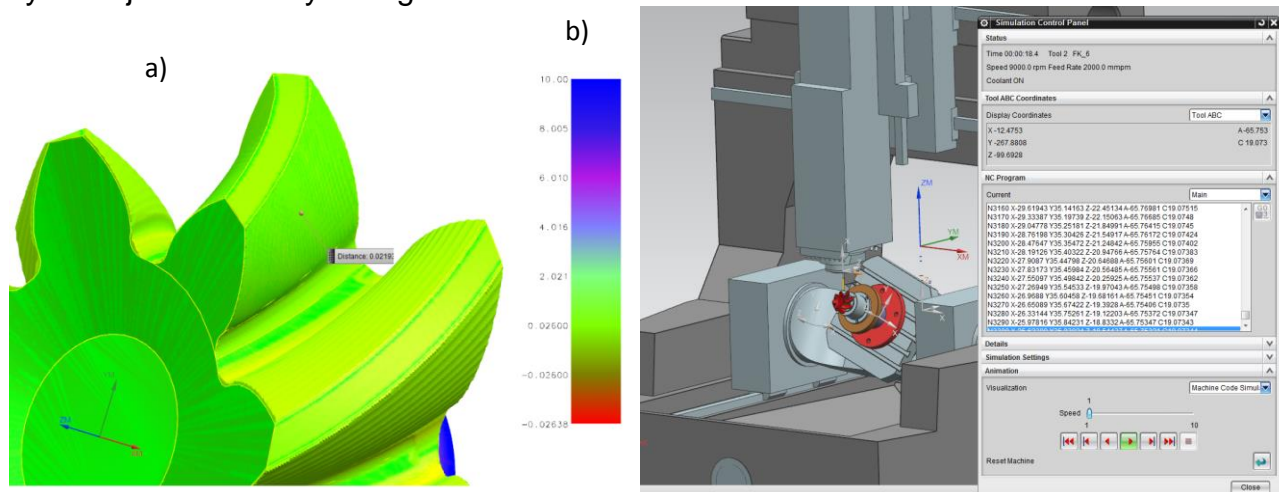 b)
a)
10.00
8.005
6.010
4.016
2.021
0.02600
-0.02600
-0.02638
Distance: 0.0219
ZM
ZM
YM
XM
Simulation Control Panel
Status
Time 00:00:18.4 Tool 2 FK_6
Speed 9000.0 rpm Feed Rate 2000.0 mmpm
Coolant ON
Tool ABC Coordinates
Display Coordinates Tool ABC
X -12.4753 A -65.753
Y -267.8808 C 19.073
Z -99.6928
NC Program
Current Main
N3160 X-29.61943 Y35.14163 Z-22.45134 A-65.76981 C19.07515
N3170 X-29.33387 Y35.19739 Z-22.15063 A-65.76685 C19.0748
N3180 X-29.04778 Y35.25181 Z-21.84991 A-65.76415 C19.0745
N3190 X-28.76198 Y35.30426 Z-21.54917 A-65.76172 C19.07424
N3200 X-28.47647 Y35.35472 Z-21.24842 A-65.75955 C19.07402
N3210 X-28.19126 Y35.40322 Z-20.94766 A-65.75764 C19.07383
N3220 X-27.9087 Y35.44798 Z-20.64688 A-65.75601 C19.07369
N3230 X-27.83173 Y35.45984 Z-20.56485 A-65.75561 C19.07366
N3240 X-27.55097 Y35.49842 Z-20.25925 A-65.75537 C19.07362
N3250 X-27.26949 Y35.54533 Z-19.97043 A-65.75498 C19.07358
N3260 X-26.9688 Y35.60458 Z-19.68161 A-65.75451 C19.07354
N3270 X-26.65089 Y35.67422 Z-19.3928 A-65.75406 C19.0735
N3280 X-26.33144 Y35.75261 Z-19.12203 A-65.75372 C19.07347
N3290 X-25.97816 Y35.84231 Z-18.8332 A-65.75347 C19.07343
Details
Simulation Settings
Animation
Visualization Machine Code Simul
1
Speed
1 10
Reset Machine
Close